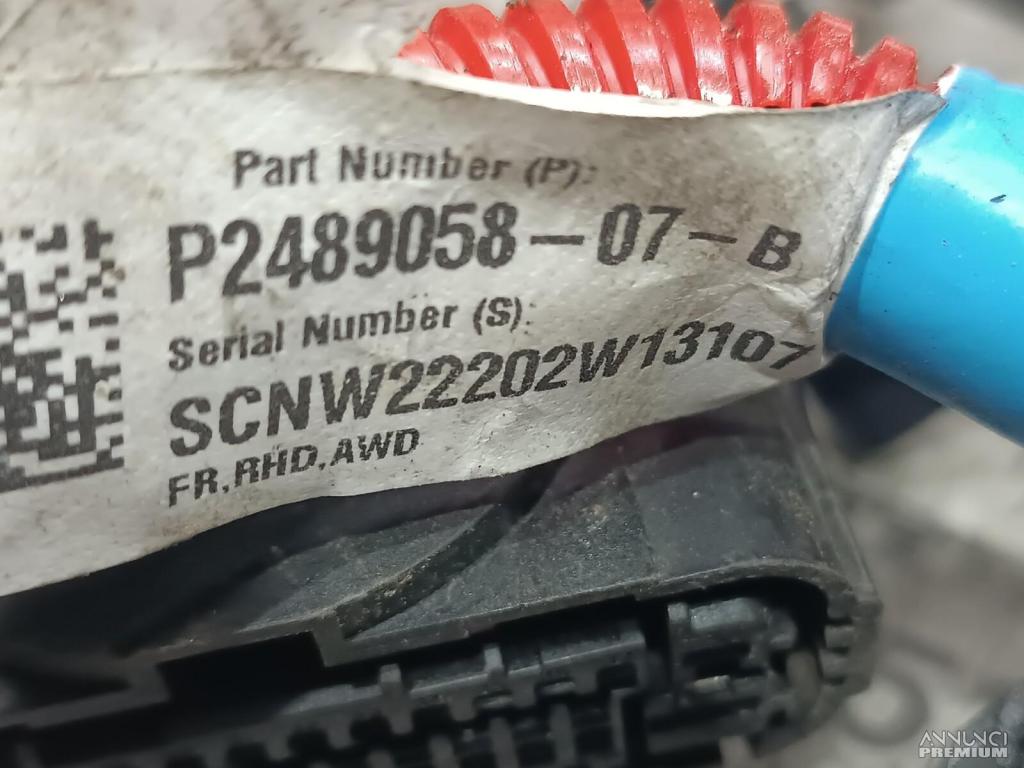 Part Number (P):
P2489058-07-B
Serial Number (S):
SCNW22202W13107
FR,RHD,AWD
ANNUNCI
PREMIUM